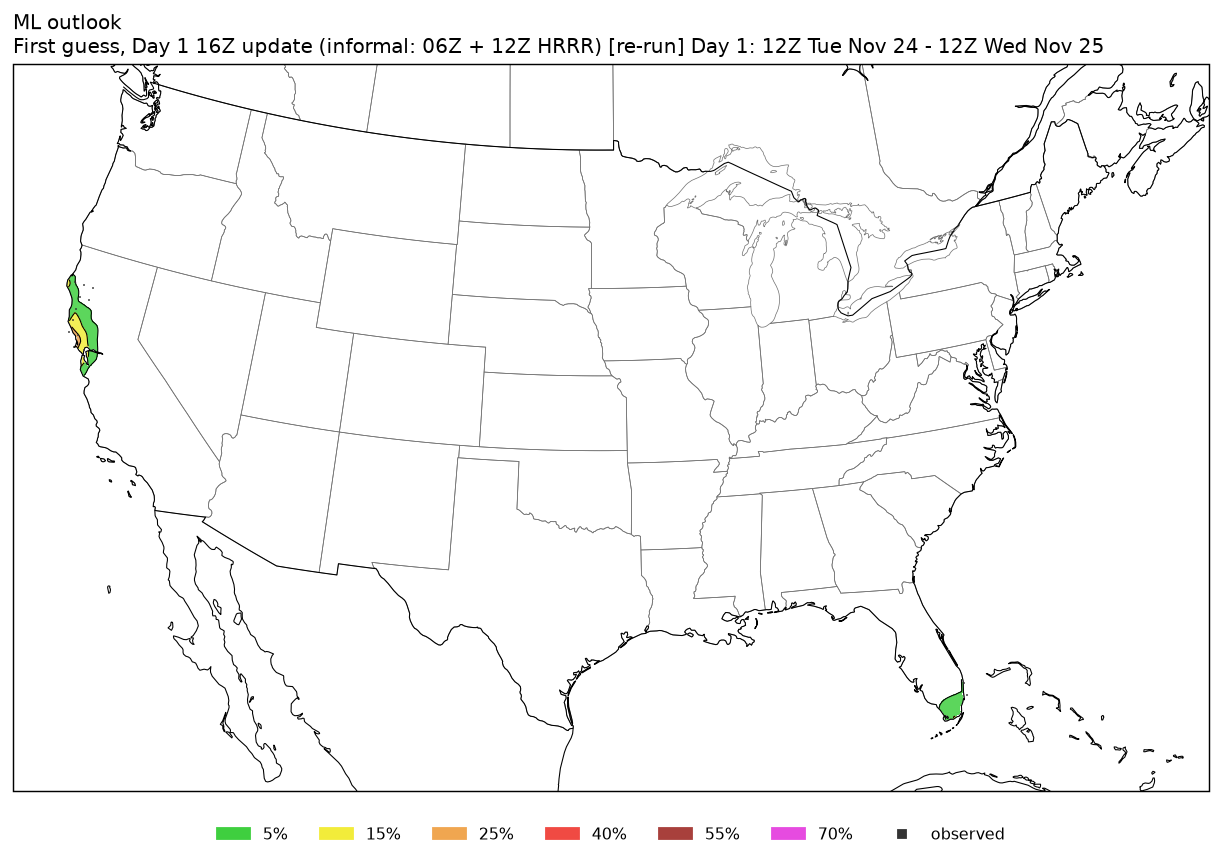 ML outlook
First guess, Day 1 16Z update (informal: 06Z + 12Z HRRR) [re-run] Day 1: 12Z Tue Nov 24 - 12Z Wed Nov 25
5% 15% 25% 40% 55% 70% observed